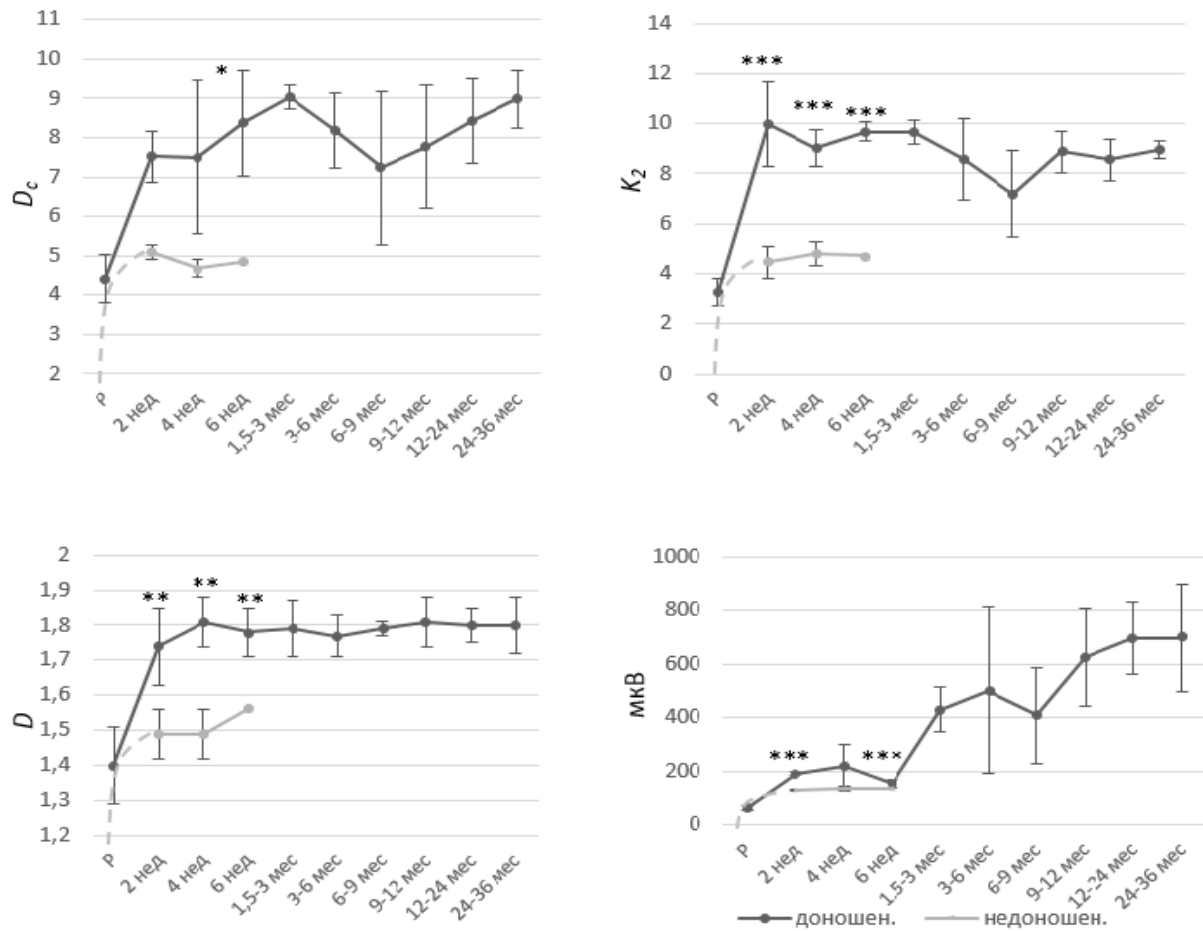 11
10
9
8
7
6
5
4
3
2
Dc
*
Р
2 нед
4 нед
6 нед
1,5-3 мес
3-6 мес
6-9 мес
9-12 мес
12-24 мес
24-36 мес
14
12
10
8
6
4
2
0
K2
***
***
***
Р
2 нед
4 нед
6 нед
1,5-3 мес
3-6 мес
6-9 мес
9-12 мес
12-24 мес
24-36 мес
2
1,9
1,8
1,7
1,6
1,5
1,4
1,3
1,2
D
**
**
**
Р
2 нед
4 нед
6 нед
1,5-3 мес
3-6 мес
6-9 мес
9-12 мес
12-24 мес
24-36 мес
1000
800
600
400
200
0
мкВ
***
***
Р
2 нед
4 нед
6 нед
1,5-3 мес
3-6 мес
6-9 мес
9-12 мес
12-24 мес
24-36 мес
доношен.
недоношен.